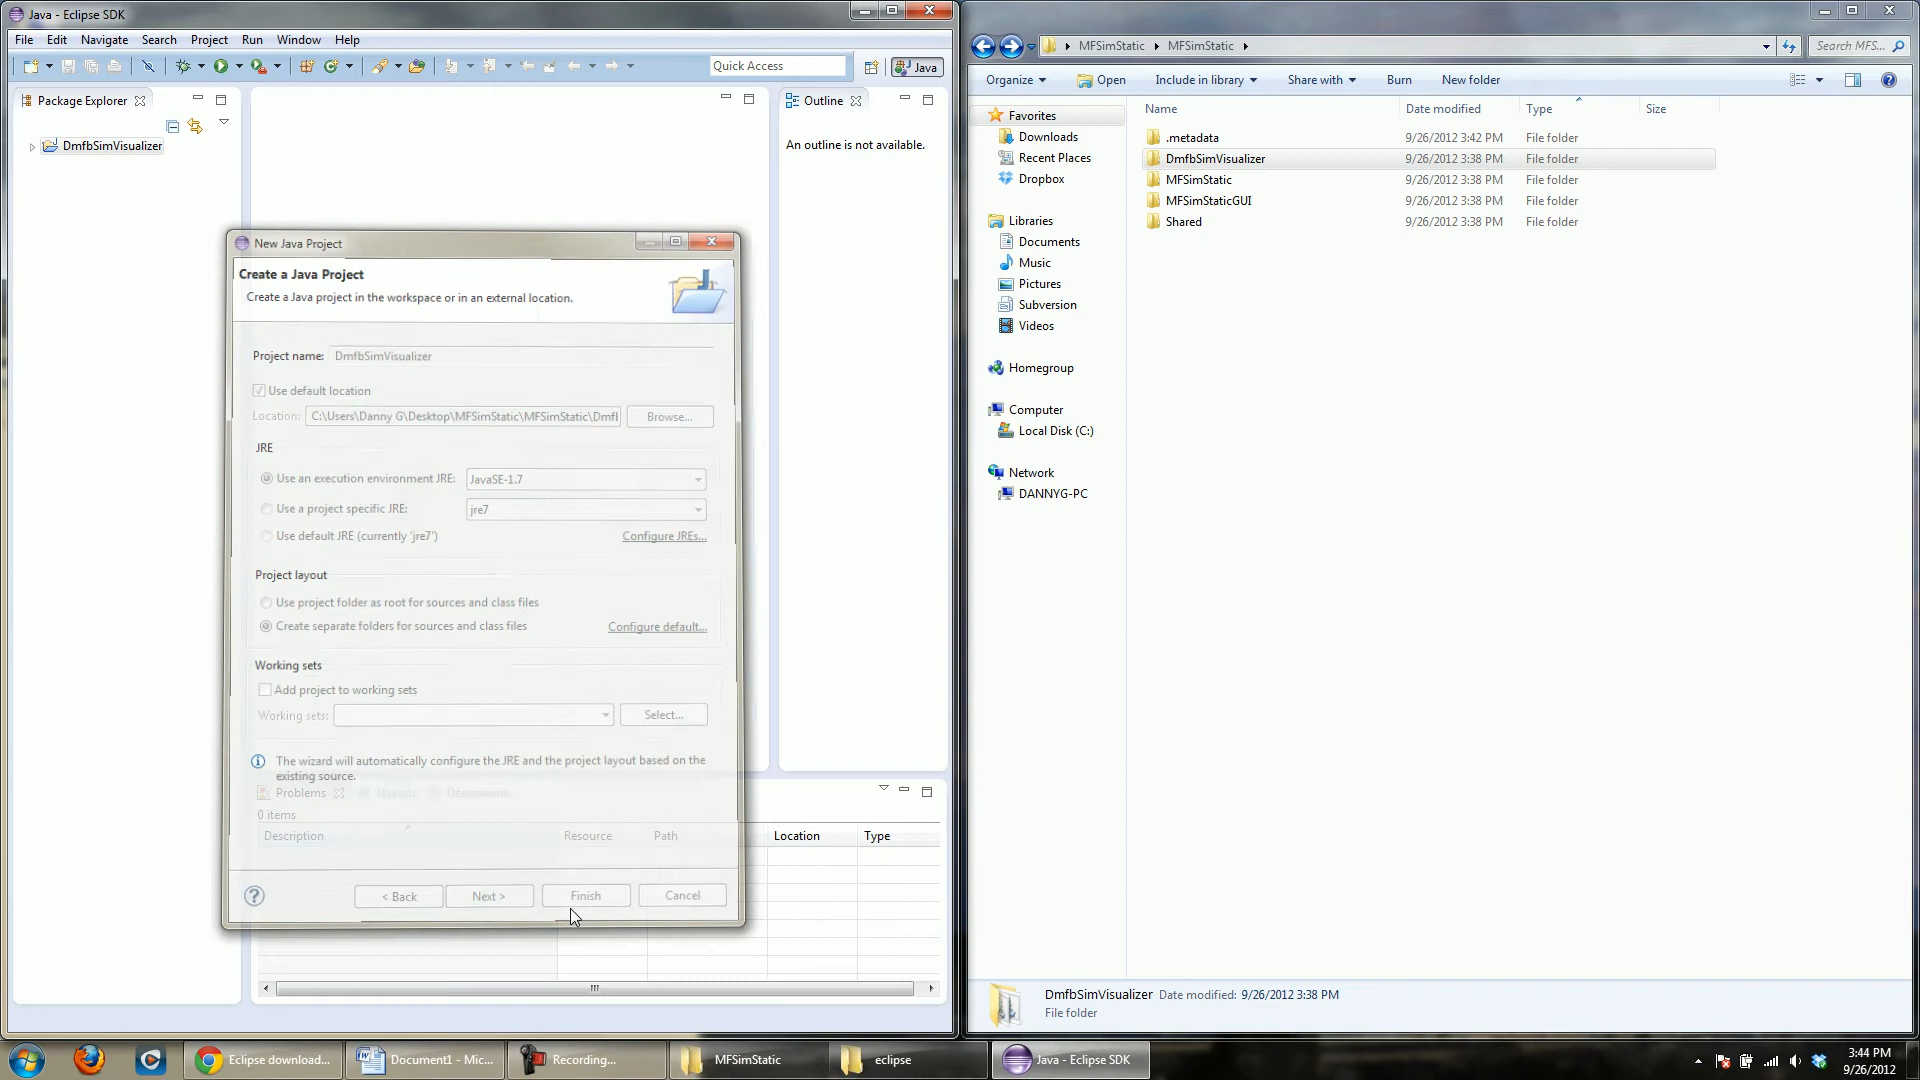 Java - Eclipse SDK
File Edit Navigate Search Project Run Window Help
Quick Access
Java
Package Explorer
DmfbSimVisualizer
Outline
An outline is not available.
New Java Project
Create a Java Project
Create a Java project in the workspace or in an external location.
Project name: DmfbSimVisualizer
Use default location
Location: C:\Users\Danny G\Desktop\MFSimStatic\MFSimStatic\Dmfl
Browse...
JRE
Use an execution environment JRE: JavaSE-1.7
Use a project specific JRE: jre7
Use default JRE (currently 'jre7')
Configure JREs...
Project layout
Use project folder as root for sources and class files
Create separate folders for sources and class files
Configure default...
Working sets
Add project to working sets
Working sets:
Select...
The wizard will automatically configure the JRE and the project layout based on the
existing source.
Problems Javadoc Declaration
0 items
Description Resource Path Location Type
< Back Next > Finish Cancel
MFSimStatic MFSimStatic
Search MFS...
Organize Open Include in library Share with Burn New folder
Name Date modified Type Size
Favorites
Downloads
Recent Places
Dropbox
Libraries
Documents
Music
Pictures
Subversion
Videos
Homegroup
Computer
Local Disk (C:)
Network
DANNYG-PC
.metadata 9/26/2012 3:42 PM File folder
DmfbSimVisualizer 9/26/2012 3:38 PM File folder
MFSimStatic 9/26/2012 3:38 PM File folder
MFSimStaticGUI 9/26/2012 3:38 PM File folder
Shared 9/26/2012 3:38 PM File folder
DmfbSimVisualizer Date modified: 9/26/2012 3:38 PM
File folder
Eclipse download...
Document1 - Mic...
Recording...
MFSimStatic
eclipse
Java - Eclipse SDK
3:44 PM
9/26/2012